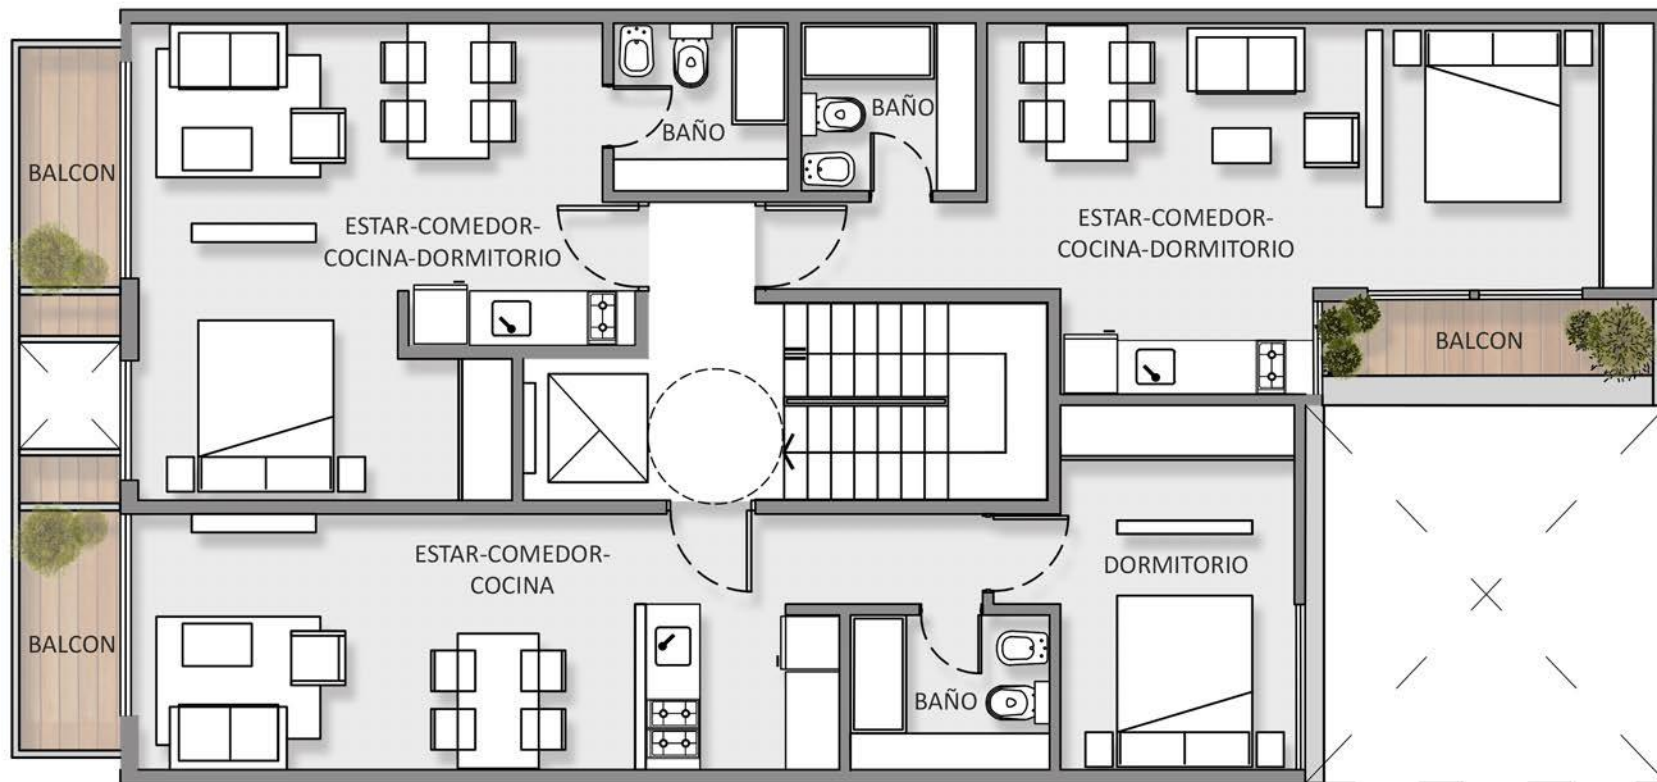 BAÑO
BAÑO
BALCON
ESTAR-COMEDOR-
COCINA-DORMITORIO
ESTAR-COMEDOR-
COCINA-DORMITORIO
BALCON
ESTAR-COMEDOR-
COCINA
DORMITORIO
BALCON
BAÑO